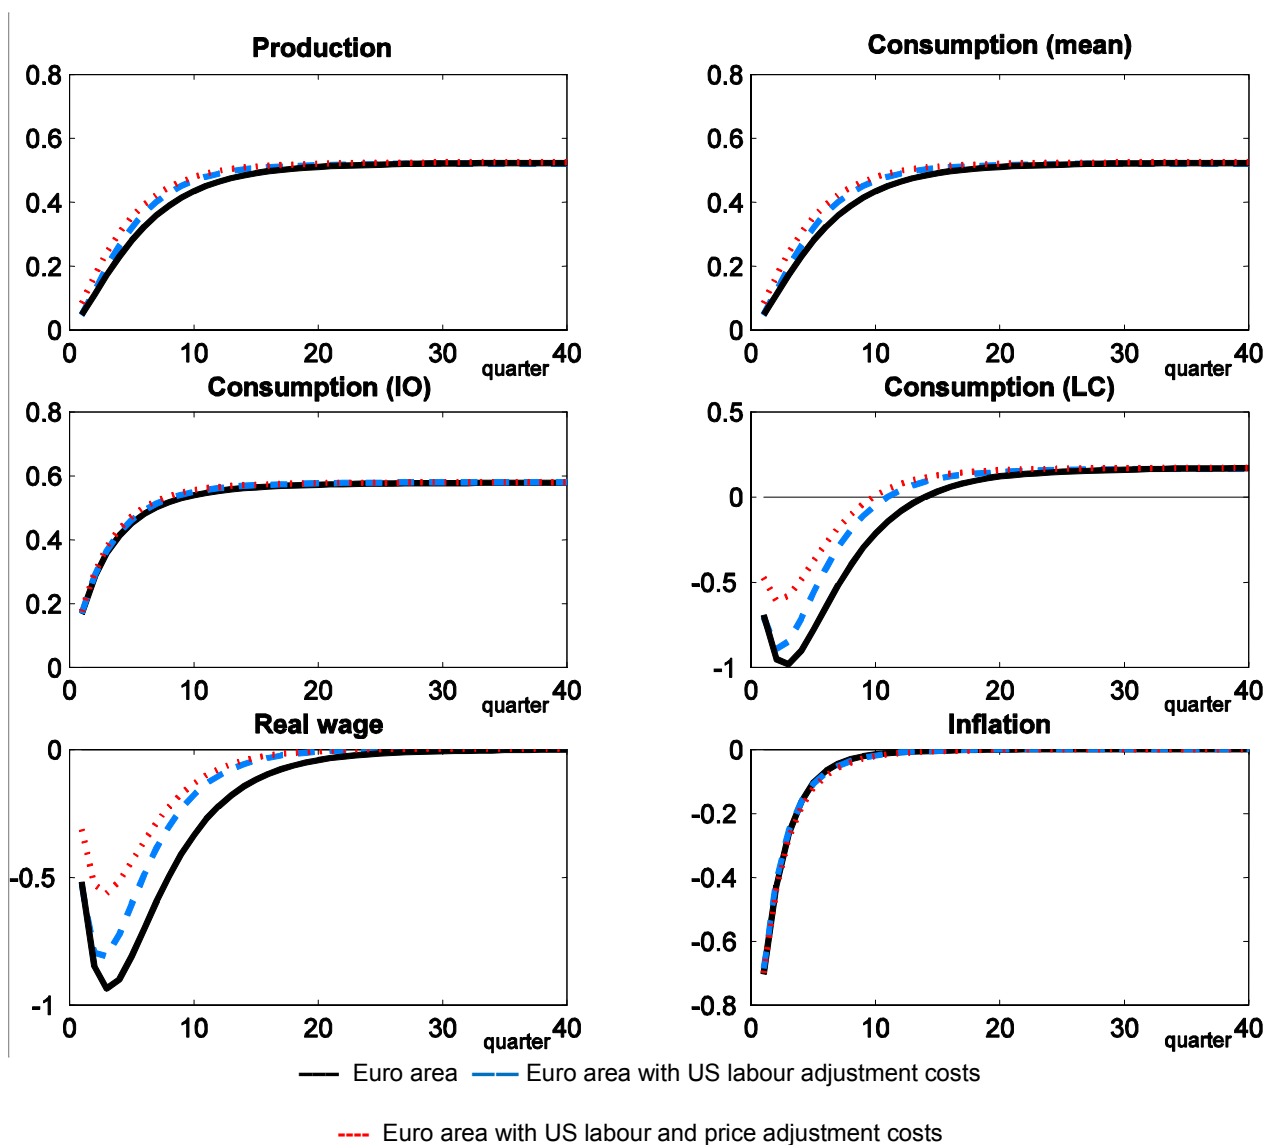 Production
0.8
0.6
0.4
0.2
0
0 10 20 30 40
quarter
Consumption (mean)
0.8
0.6
0.4
0.2
0
0 10 20 30 40
quarter
Consumption (IO)
0.8
0.6
0.4
0.2
0
0 10 20 30 40
quarter
Consumption (LC)
0.5
0
-0.5
-1
0 10 20 30 40
quarter
Real wage
0
-0.5
-1
0 10 20 30 40
quarter
Inflation
0
-0.2
-0.4
-0.6
-0.8
0 10 20 30 40
quarter
Euro area Euro area with US labour adjustment costs
Euro area with US labour and price adjustment costs